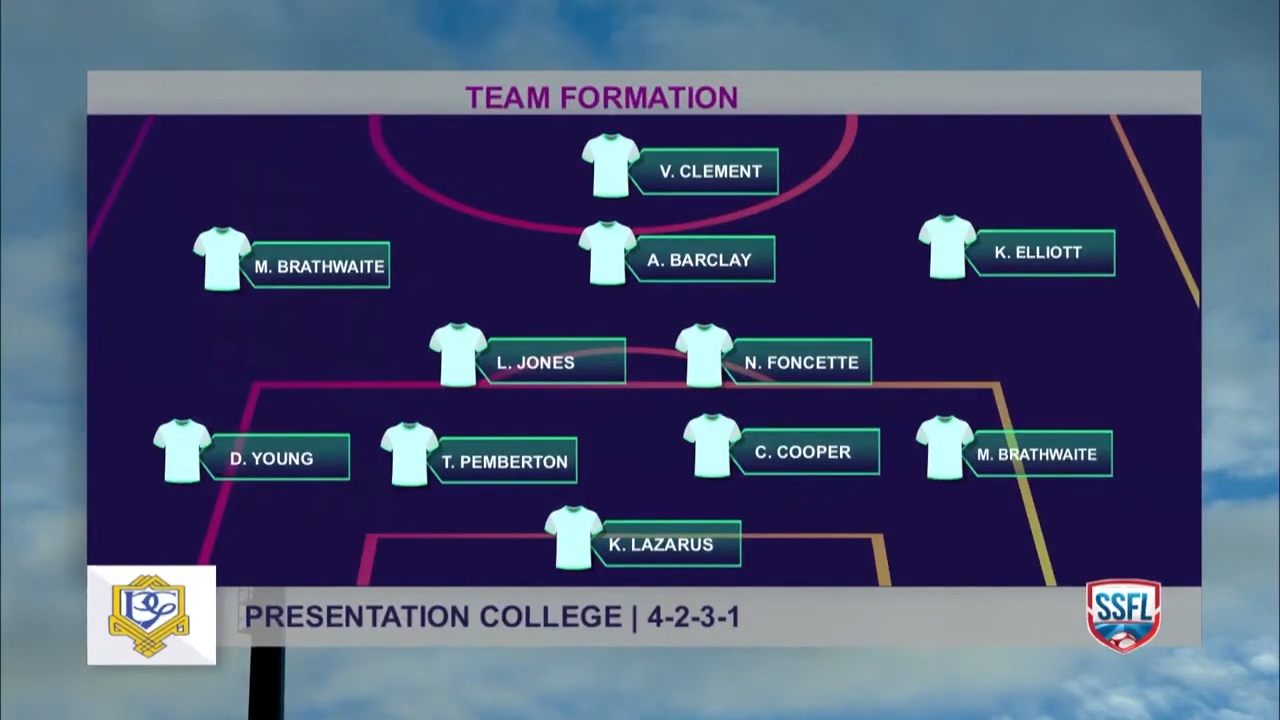 TEAM FORMATION
V. CLEMENT
M. BRATHWAITE
A. BARCLAY
K. ELLIOTT
L. JONES
N. FONCETTE
D. YOUNG
T. PEMBERTON
C. COOPER
M. BRATHWAITE
K. LAZARUS
PRESENTATION COLLEGE | 4-2-3-1
SSFL